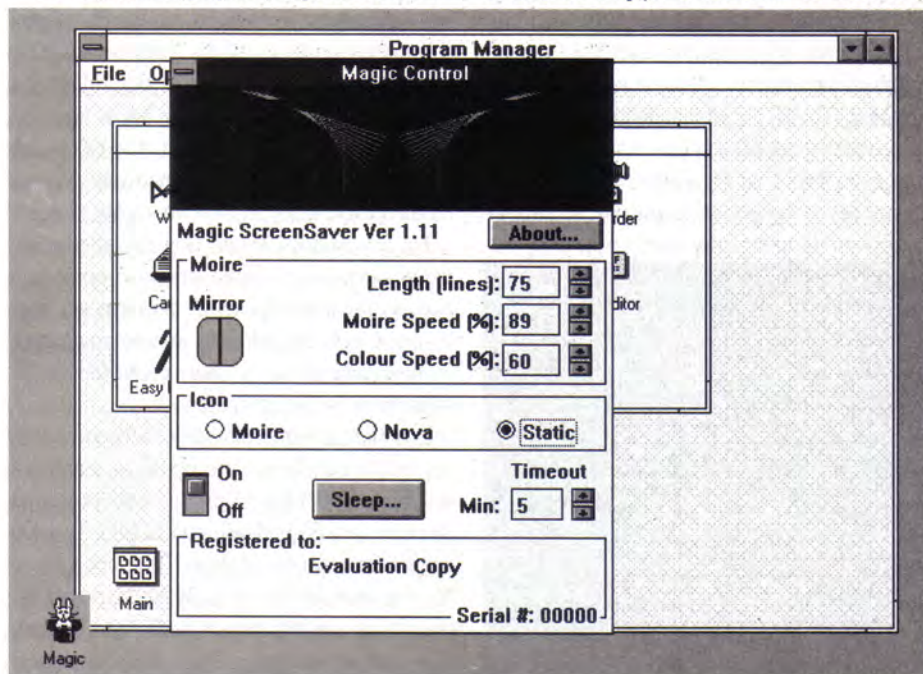 Program Manager
File
Magic Control
Magic ScreenSaver Ver 1.11 About...
Moire
Length (lines): 75
Mirror
Moire Speed (%): 89
Colour Speed (%): 60
Easy
Icon
Moire Nova Static
On
Off
Sleep...
Timeout
Min: 5
Registered to:
Evaluation Copy
Serial #: 00000
Main
Magic